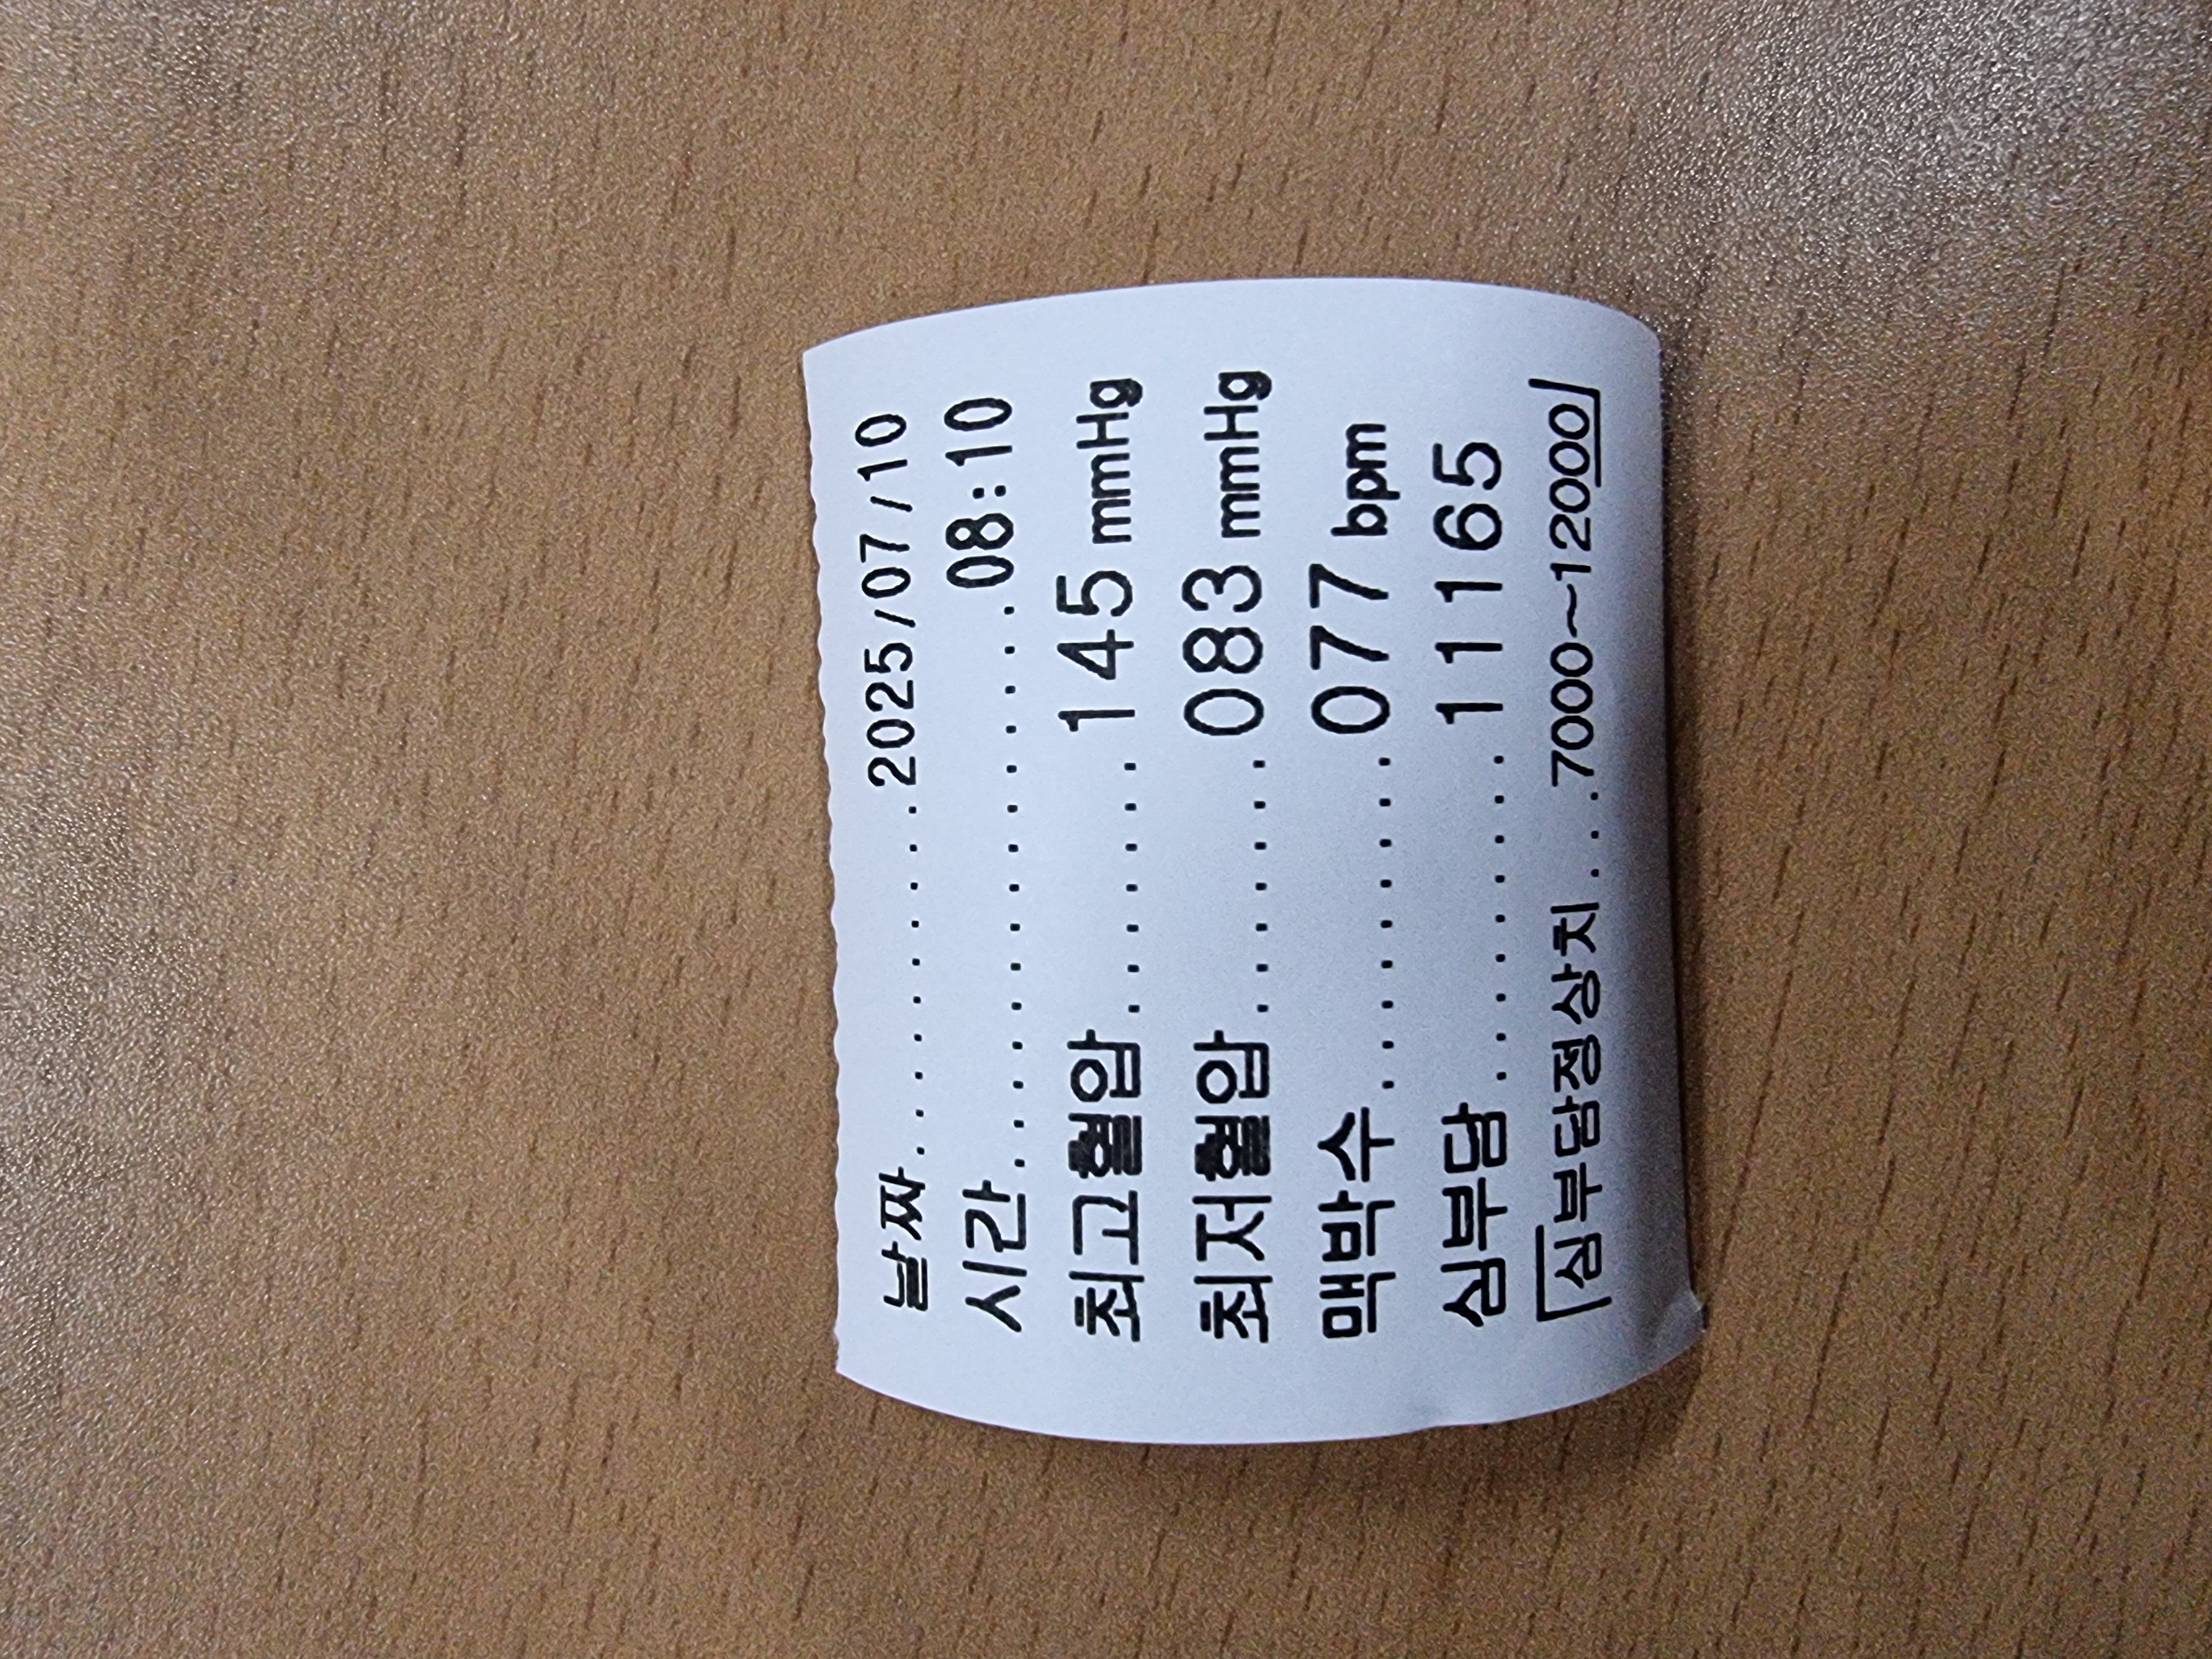 날짜..........2025/07/10
시간...............08:10
최고혈압.......145 mmHg
최저혈압.......083 mmHg
맥박수.........077 bpm
심부담.........11165
[심부담정상치...7000~12000]